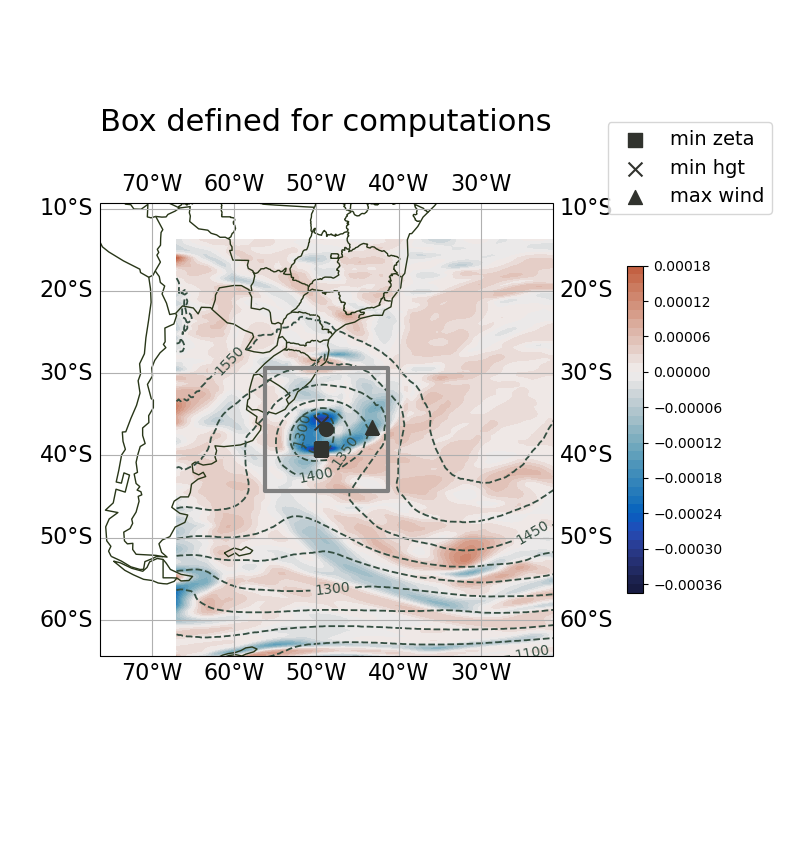 Box defined for computations
min zeta
min hgt
max wind
70°W 60°W 50°W 40°W 30°W
10°S 10°S
20°S 20°S
30°S 30°S
40°S 40°S
50°S 50°S
60°S 60°S
70°W 60°W 50°W 40°W 30°W
1550
1300
1350
1400
1450
1300
1100
0.00018
0.00012
0.00006
0.00000
−0.00006
−0.00012
−0.00018
−0.00024
−0.00030
−0.00036